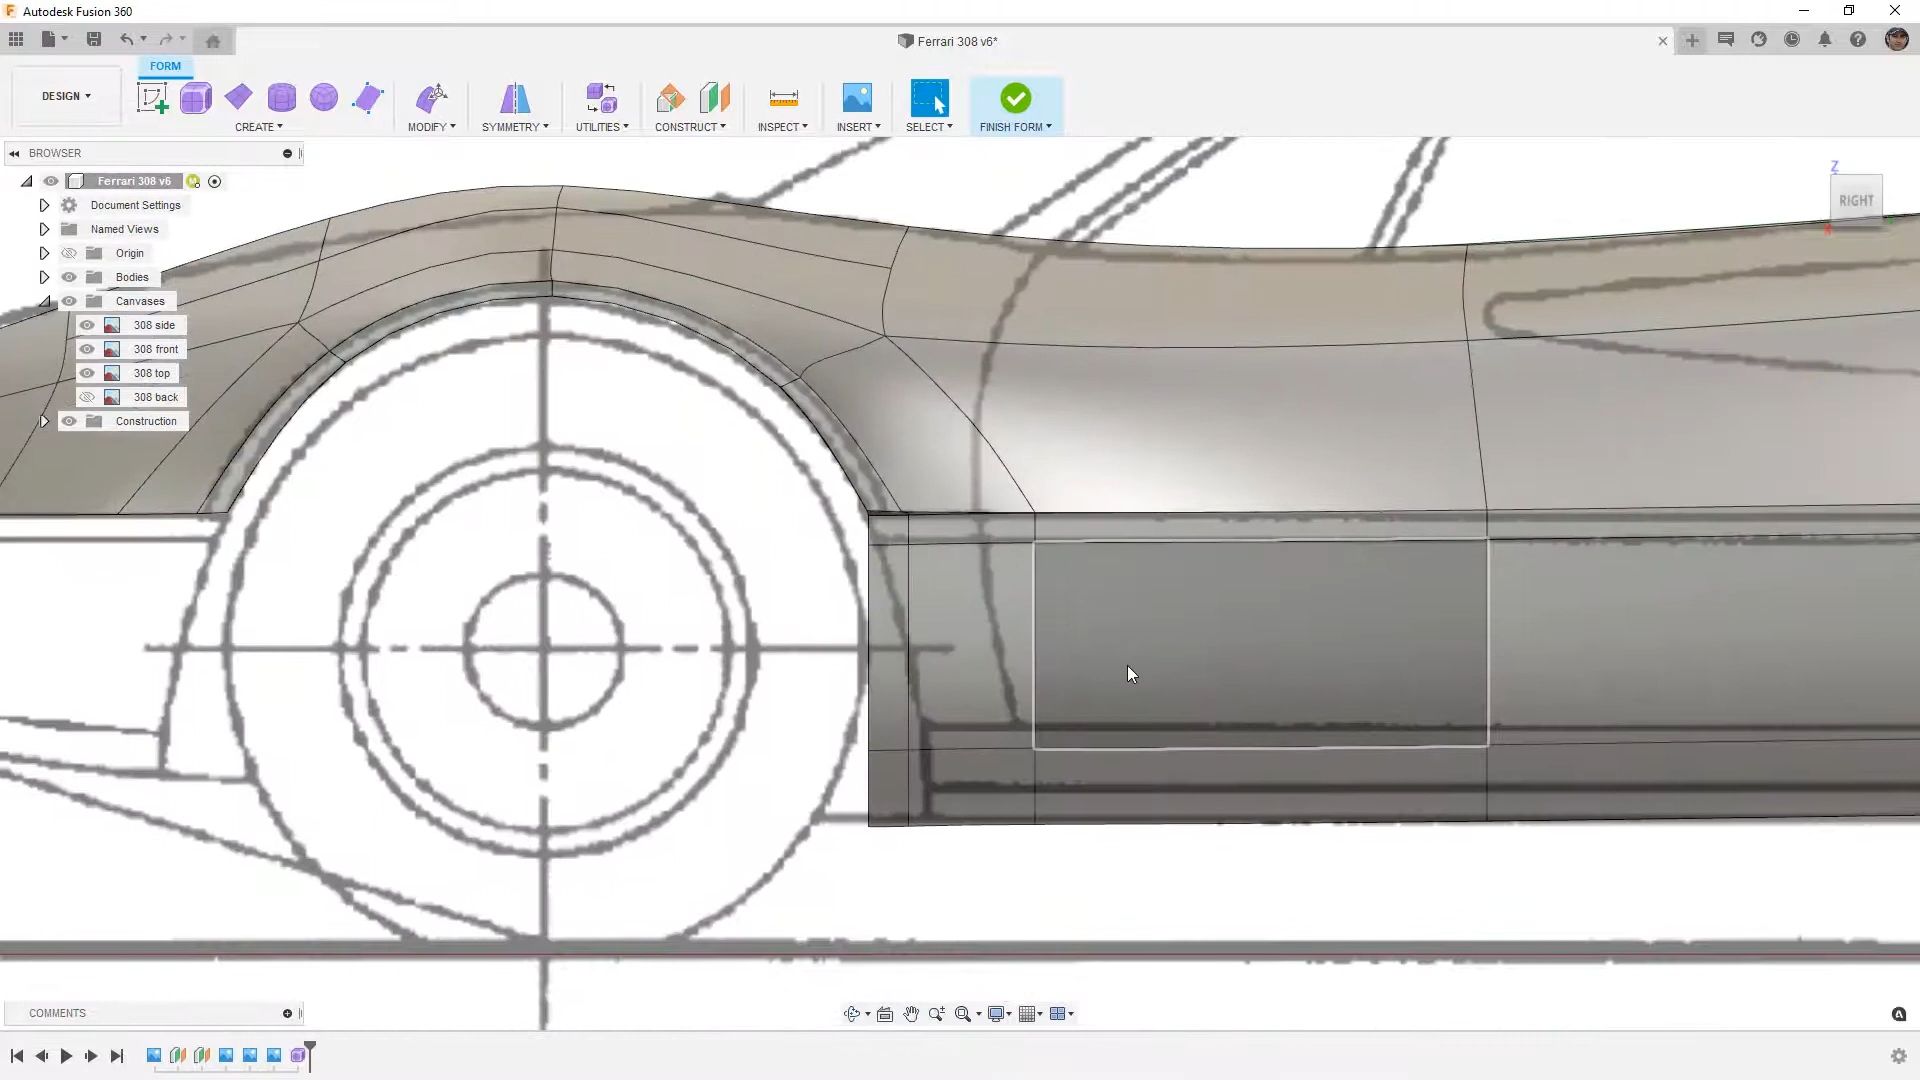 Autodesk Fusion 360
Ferrari 308 v6*
DESIGN
FORM
CREATE
MODIFY
SYMMETRY
UTILITIES
CONSTRUCT
INSPECT
INSERT
SELECT
FINISH FORM
BROWSER
Ferrari 308 v6
Document Settings
Named Views
Origin
Bodies
Canvases
308 side
308 front
308 top
308 back
Construction
Z
RIGHT
COMMENTS